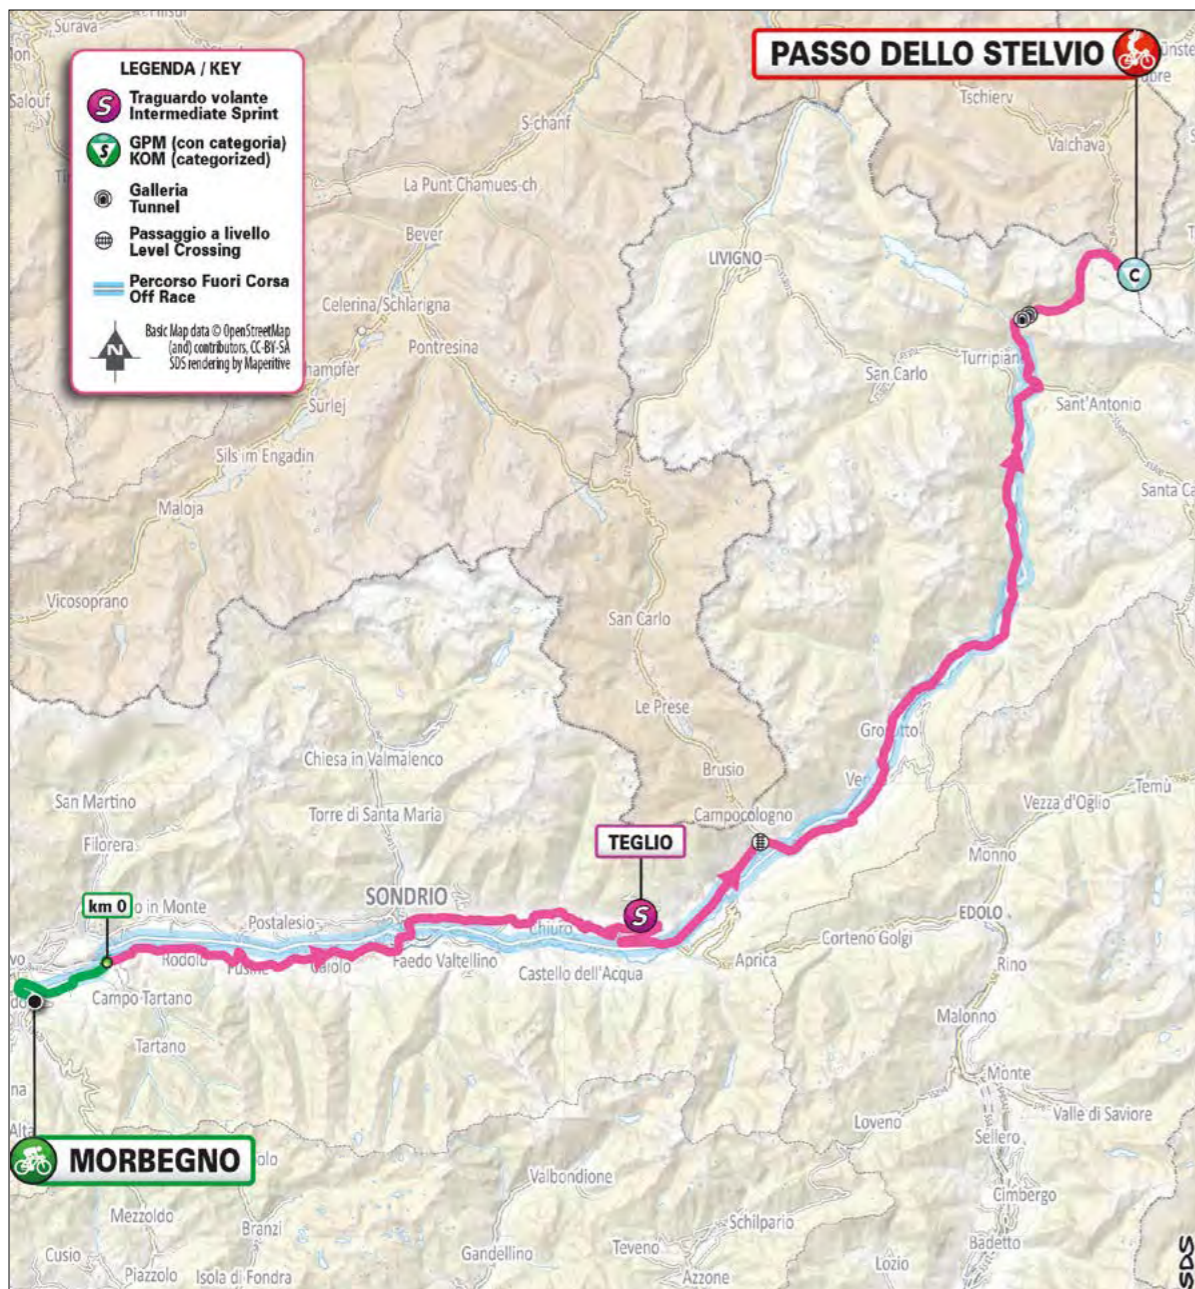 Surava
Salouf
LEGENDA / KEY
S
Traguardo volante
Intermediate Sprint
S
GPM (con categoria)
KOM (categorized)
Galleria
Tunnel
Passaggio a livello
Level Crossing
Percorso Fuori Corsa
Off Race
N
Basic Map data © OpenStreetMap
(and) contributors, CC-BY-SA
SDS rendering by Maperitive
PASSO DELLO STELVIO
Tschierv
Valchava
S-chanf
La Punt Chamues-ch
Bever
LIVIGNO
C
Celerina/Schlarigna
Pontresina
Surlej
Sils im Engadin
Maloja
San Carlo
Sant'Antonio
Vicosoprano
San Carlo
Le Prese
Grosotto
Chiesa in Valmalenco
Brusio
San Martino
Torre di Santa Maria
Campocologno
Vezza d'Oglio
Temù
Filorera
TEGLIO
Monno
km 0
o in Monte
Postalesio
SONDRIO
S
Chiuro
EDOLO
Corteno Golgi
Rodolo
Fusine
Caiolo
Faedo Valtellino
Castello dell'Acqua
Aprica
Rino
Campo Tartano
Malonno
Tartano
Monte
Valle di Saviore
Loveno
Sellero
MORBEGNO
Valbondione
Cimbergo
Mezzoldo
Branzi
Schilpario
Badetto
Cusio
Gandellino
Teveno
Lozio
Piazzolo
Isola di Fondra
Azzone
SDS